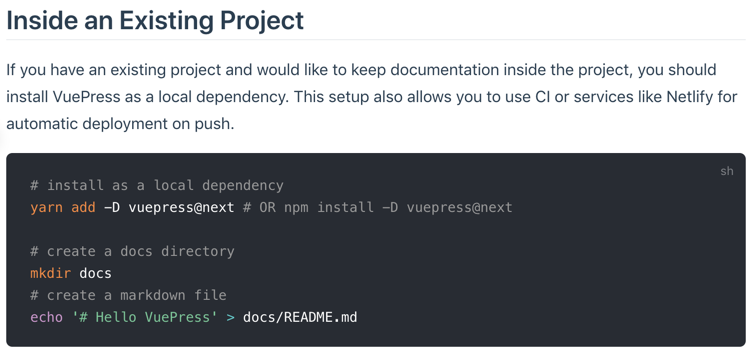 Inside an Existing Project
If you have an existing project and would like to keep documentation inside the project, you should
install VuePress as a local dependency. This setup also allows you to use CI or services like Netlify for
automatic deployment on push.
sh
# install as a local dependency
yarn add -D vuepress@next # OR npm install -D vuepress@next
# create a docs directory
mkdir docs
# create a markdown file
echo '# Hello VuePress' > docs/README.md